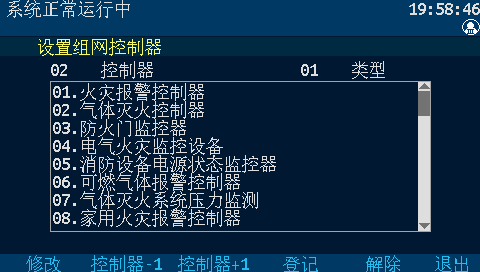 系统正常运行中 19:58:46
设置组网控制器
02 控制器 01 类型
01.火灾报警控制器
02.气体灭火控制器
03.防火门监控器
04.电气火灾监控设备
05.消防设备电源状态监控器
06.可燃气体报警控制器
07.气体灭火系统压力监测
08.家用火灾报警控制器
修改 控制器-1 控制器+1 登记 解除 退出